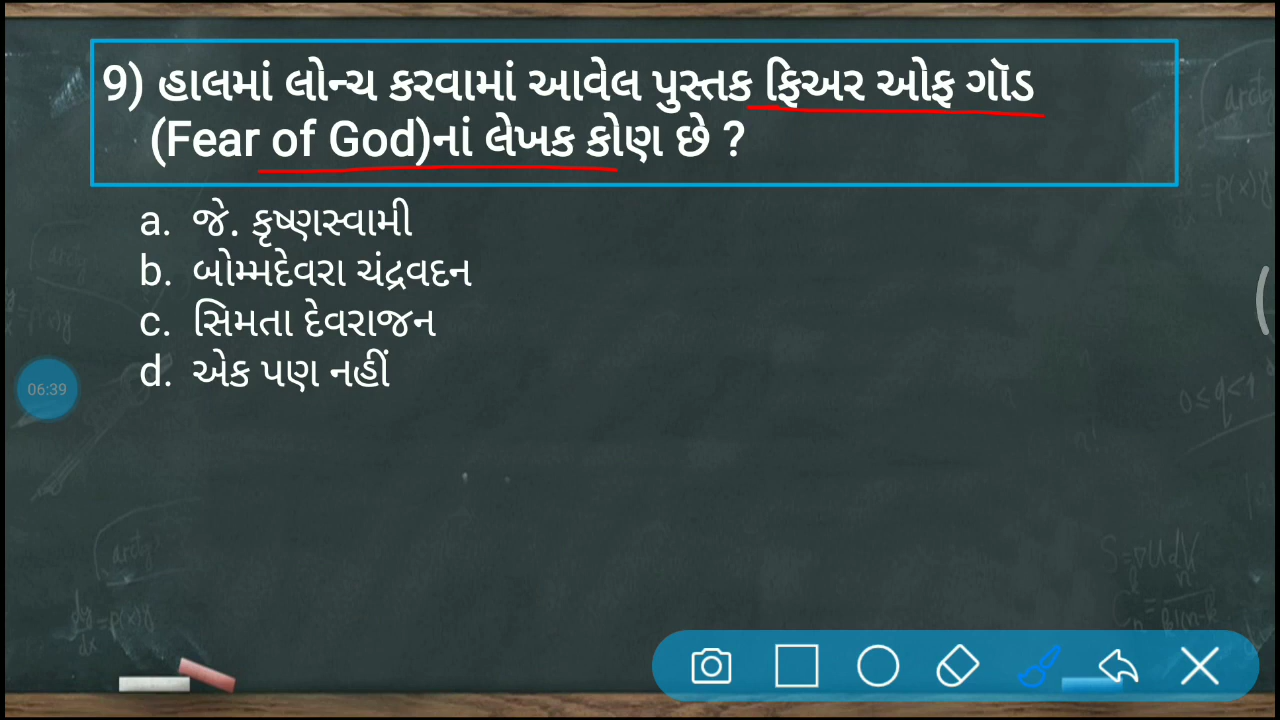 9) હાલમાં લોન્ચ કરવામાં આવેલ પુસ્તક ફિઅર ઓફ ગૉડ
(Fear of God)નાં લેખક કોણ છે ?
a. જે. કૃષ્ણસ્વામી
b. બોમ્મદેવરા ચંદ્રવદન
c. સિમતા દેવરાજન
d. એક પણ નહીં
06:39